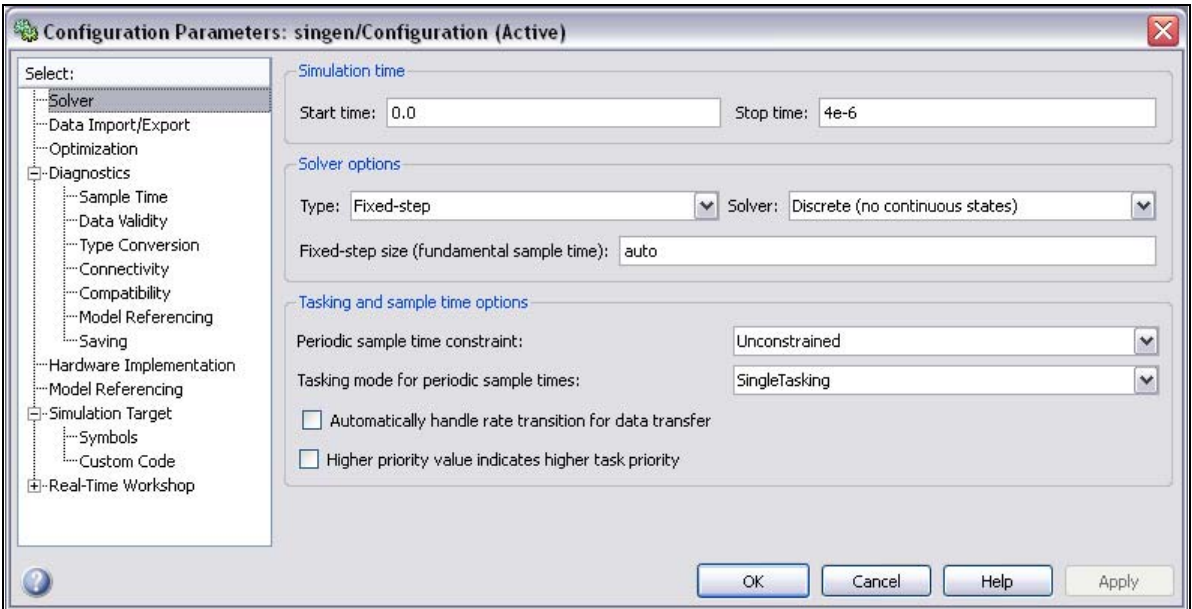 Configuration Parameters: singen/Configuration (Active)
Select:
Solver
Data Import/Export
Optimization
Diagnostics
Sample Time
Data Validity
Type Conversion
Connectivity
Compatibility
Model Referencing
Saving
Hardware Implementation
Model Referencing
Simulation Target
Symbols
Custom Code
Real-Time Workshop
Simulation time
Start time: 0.0 Stop time: 4e-6
Solver options
Type: Fixed-step Solver: Discrete (no continuous states)
Fixed-step size (fundamental sample time): auto
Tasking and sample time options
Periodic sample time constraint: Unconstrained
Tasking mode for periodic sample times: SingleTasking
Automatically handle rate transition for data transfer
Higher priority value indicates higher task priority
OK Cancel Help Apply